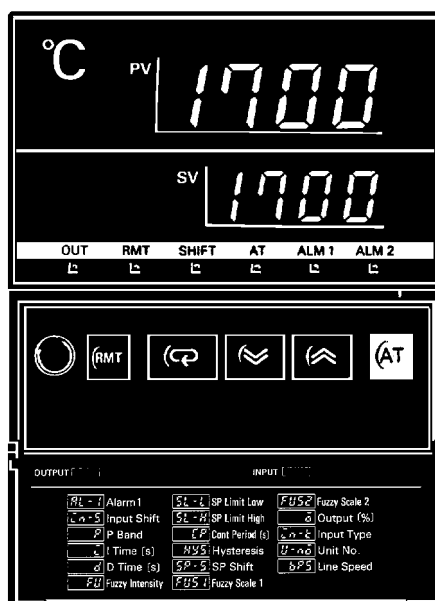 °C PV 1700
SV 1700
OUT RMT SHIFT AT ALM 1 ALM 2
RMT AT
OUTPUT INPUT
AL-1 Alarm 1 SL-L SP Limit Low FUS2 Fuzzy Scale 2
in-S Input Shift SL-H SP Limit High o Output (%)
P P Band CP Cont Period (s) in-t Input Type
i I Time (s) HYS Hysteresis U-no Unit No.
d D Time (s) SP-S SP Shift bPS Line Speed
FU Fuzzy Intensity FUS1 Fuzzy Scale 1